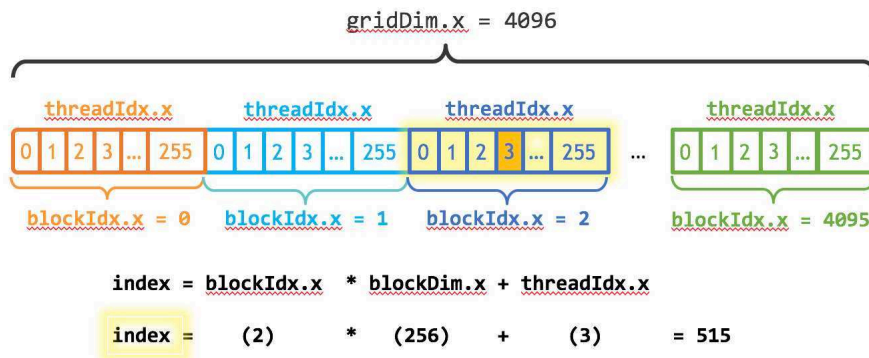 gridDim.x = 4096
threadIdx.x threadIdx.x threadIdx.x threadIdx.x
0 1 2 3 ... 255 0 1 2 3 ... 255 0 1 2 3 ... 255 ... 0 1 2 3 ... 255
blockIdx.x = 0 blockIdx.x = 1 blockIdx.x = 2 blockIdx.x = 4095
index = blockIdx.x * blockDim.x + threadIdx.x
index = (2) * (256) + (3) = 515